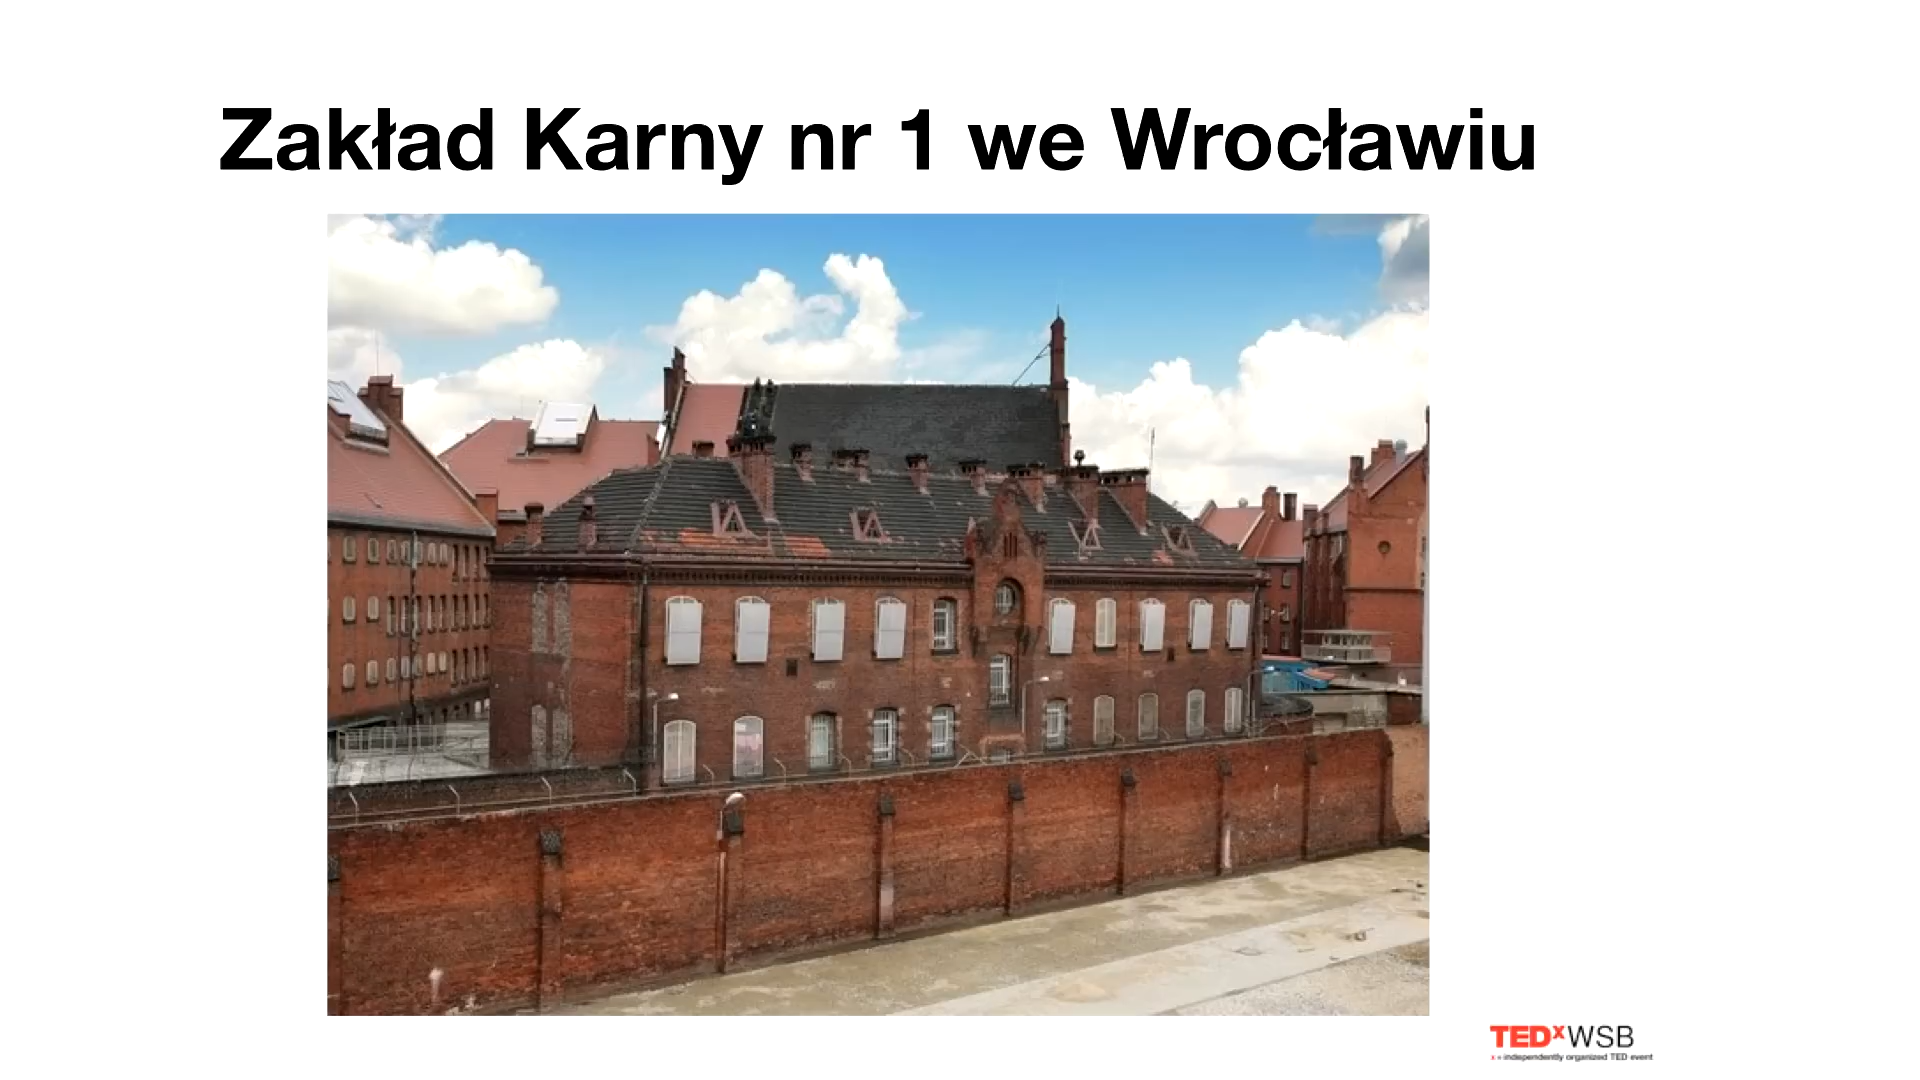 Zakład Karny nr 1 we Wrocławiu
TEDxWSB
x = independently organized TED event